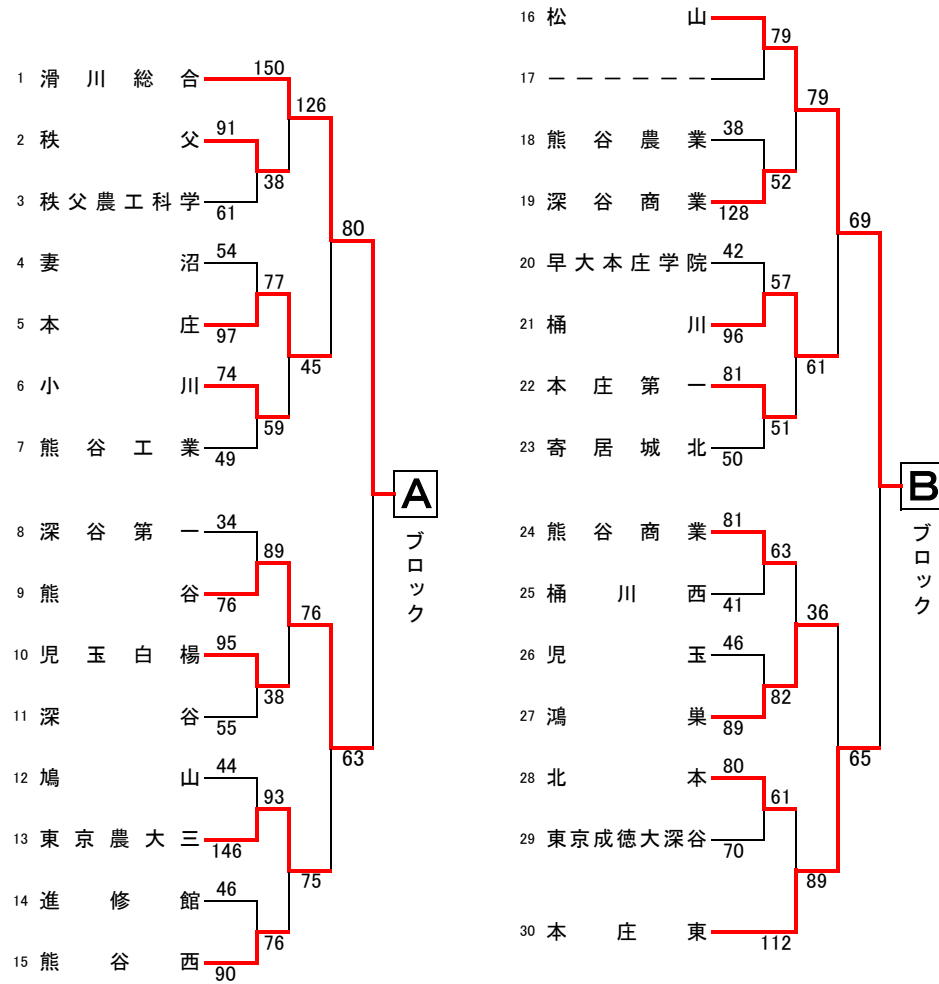 1 滑川総合 150
126
2 秩父 91
38
3 秩父農工科学 61
80
4 妻沼 54
77
5 本庄 97
45
6 小川 74
59
7 熊谷工業 49
A
ブロック
8 深谷第一 34
89
9 熊谷 76
76
10 児玉白楊 95
38
11 深谷 55
63
12 鳩山 44
93
13 東京農大三 146
75
14 進修館 46
76
15 熊谷西 90
16 松山
79
17 ーーーーーー
79
18 熊谷農業 38
52
19 深谷商業 128
69
20 早大本庄学院 42
57
21 桶川 96
61
22 本庄第一 81
51
23 寄居城北 50
B
ブロック
24 熊谷商業 81
63
25 桶川西 41
36
26 児玉 46
82
27 鴻巣 89
65
28 北本 80
61
29 東京成徳大深谷 70
89
30 本庄東 112